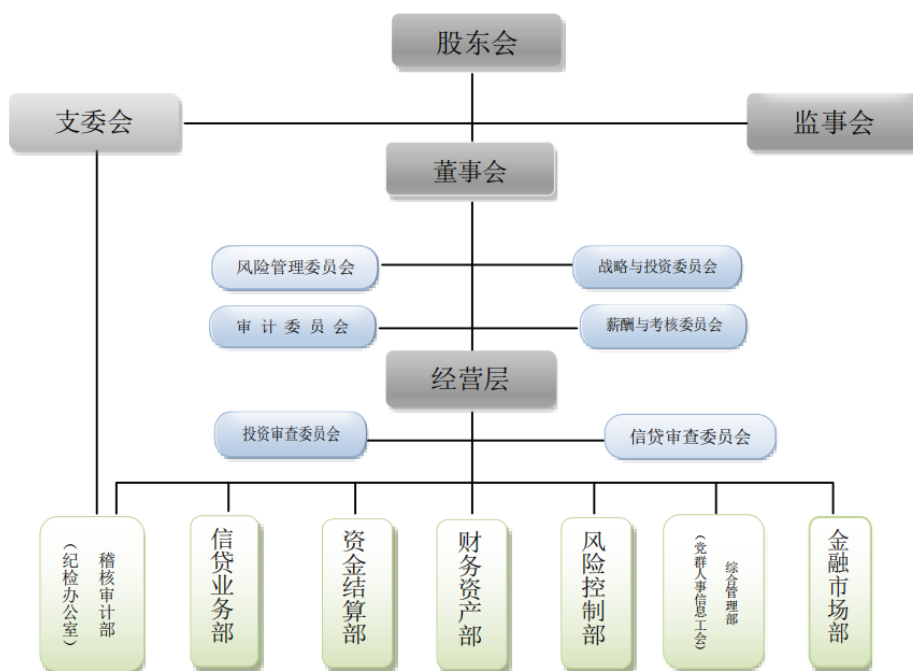 股东会
支委会
监事会
董事会
风险管理委员会
战略与投资委员会
审计委员会
薪酬与考核委员会
经营层
投资审查委员会
信贷审查委员会
稽核审计部
(纪检办公室)
信贷业务部
资金结算部
财务资产部
风险控制部
综合管理部
(党群人事信息工会)
金融市场部